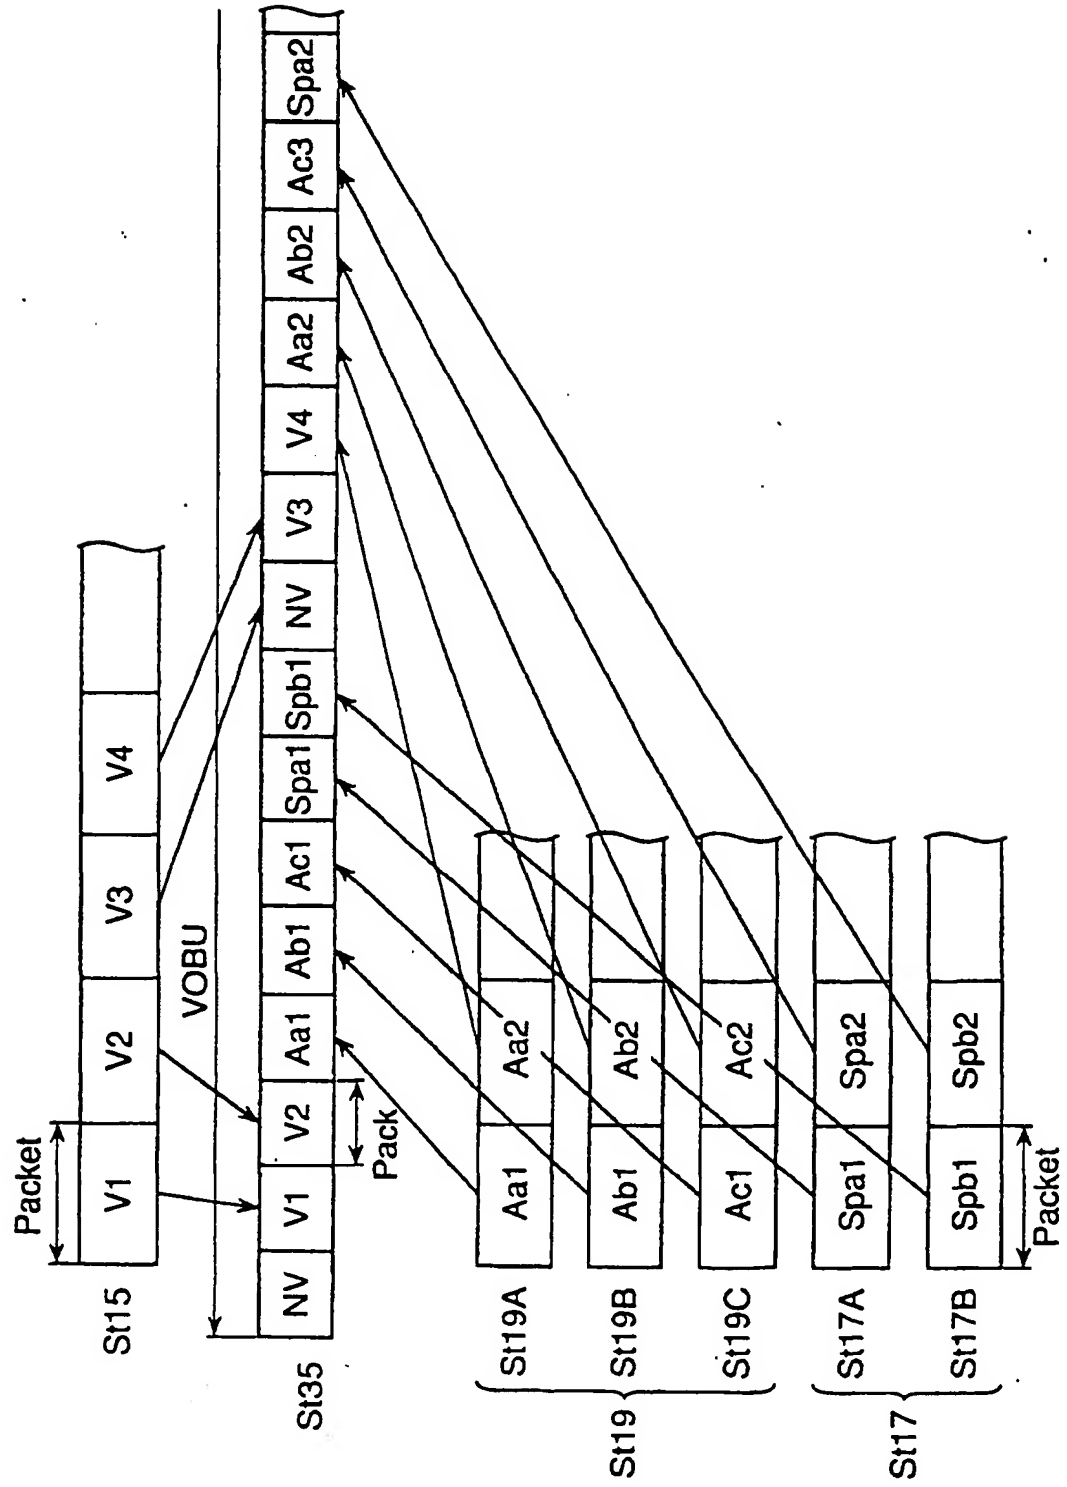 Packet
St15 V1 V2 V3 V4
VOBU
St35 NV V1 V2 Aa1 Ab1 Ac1 Spa1 Spb1 NV V3 V4 Aa2 Ab2 Ac3 Spa2
Pack
St19
St19A Aa1 Aa2
St19B Ab1 Ab2
St19C Ac1 Ac2
St17
St17A Spa1 Spa2
St17B Spb1 Spb2
Packet